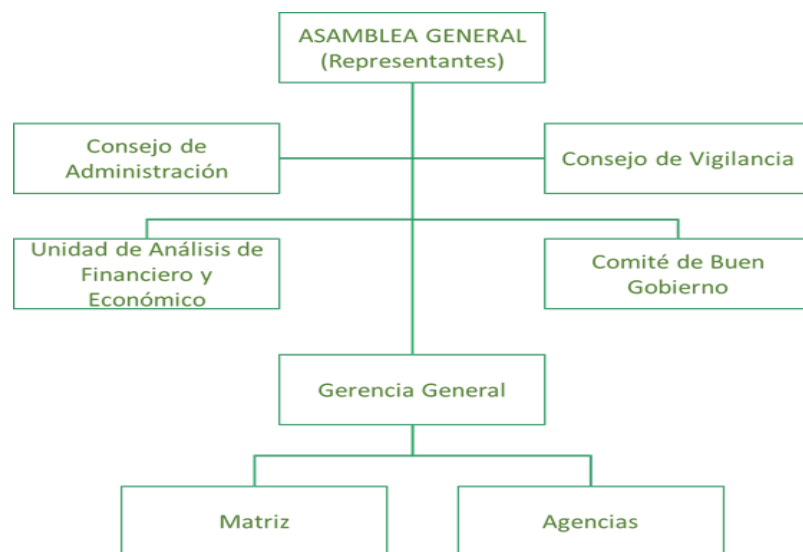 ASAMBLEA GENERAL
(Representantes)
Consejo de
Administración
Consejo de Vigilancia
Unidad de Análisis de
Financiero y
Económico
Comité de Buen
Gobierno
Gerencia General
Matriz
Agencias